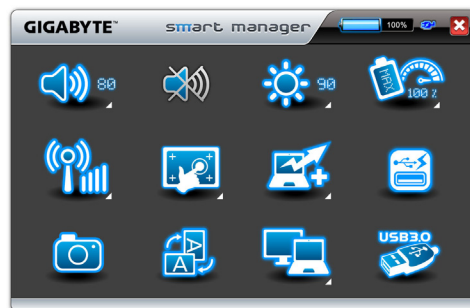 GIGABYTE™ smart manager 100%
80
90
MAX
100 %
A
A
USB3.0